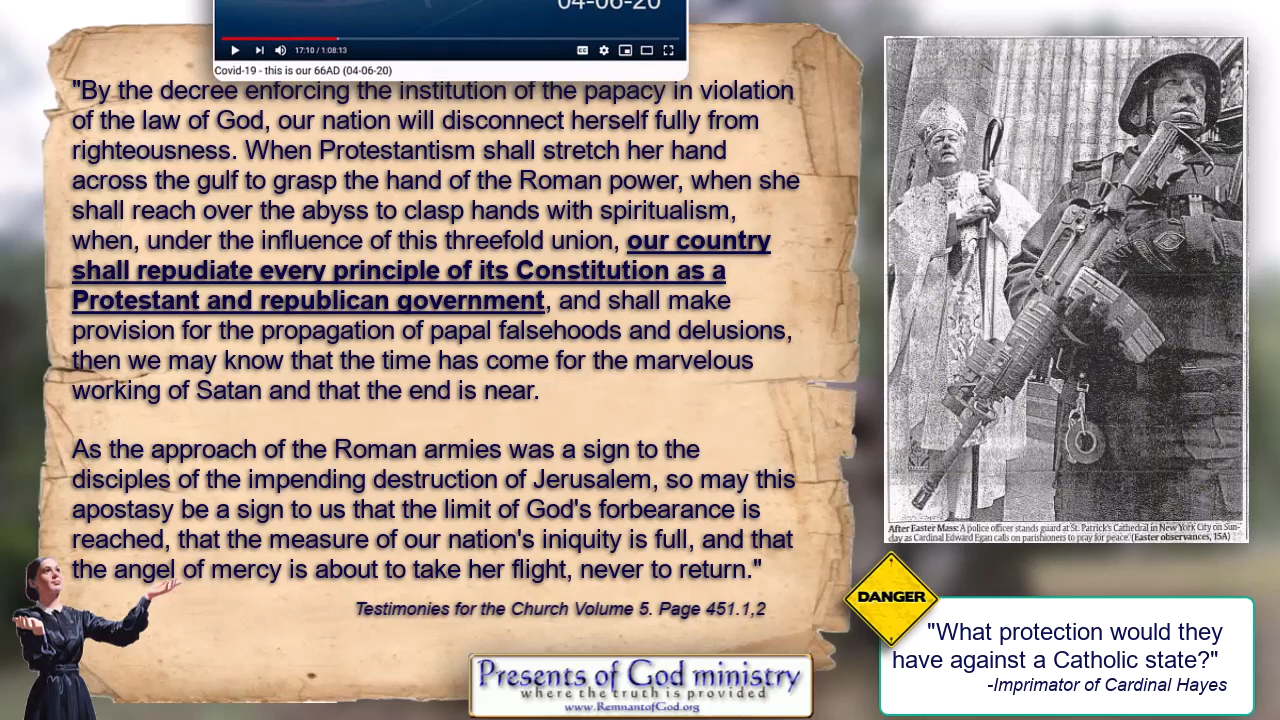 04-06-20
17:10 / 1:08:13
CC
Covid-19 - this is our 66AD (04-06-20)
"By the decree enforcing the institution of the papacy in violation
of the law of God, our nation will disconnect herself fully from
righteousness. When Protestantism shall stretch her hand
across the gulf to grasp the hand of the Roman power, when she
shall reach over the abyss to clasp hands with spiritualism,
when, under the influence of this threefold union, our country
shall repudiate every principle of its Constitution as a
Protestant and republican government, and shall make
provision for the propagation of papal falsehoods and delusions,
then we may know that the time has come for the marvelous
working of Satan and that the end is near.
As the approach of the Roman armies was a sign to the
disciples of the impending destruction of Jerusalem, so may this
apostasy be a sign to us that the limit of God's forbearance is
reached, that the measure of our nation's iniquity is full, and that
the angel of mercy is about to take her flight, never to return."
Testimonies for the Church Volume 5. Page 451.1,2
Presents of God ministry
where the truth is provided
www.RemnantofGod.org
After Easter Mass: A police officer stands guard at St. Patrick's Cathedral in New York City on Sun-
day as Cardinal Edward Egan calls on parishioners to pray for peace. (Easter observances, 15A)
DANGER
"What protection would they
have against a Catholic state?"
-Imprimator of Cardinal Hayes